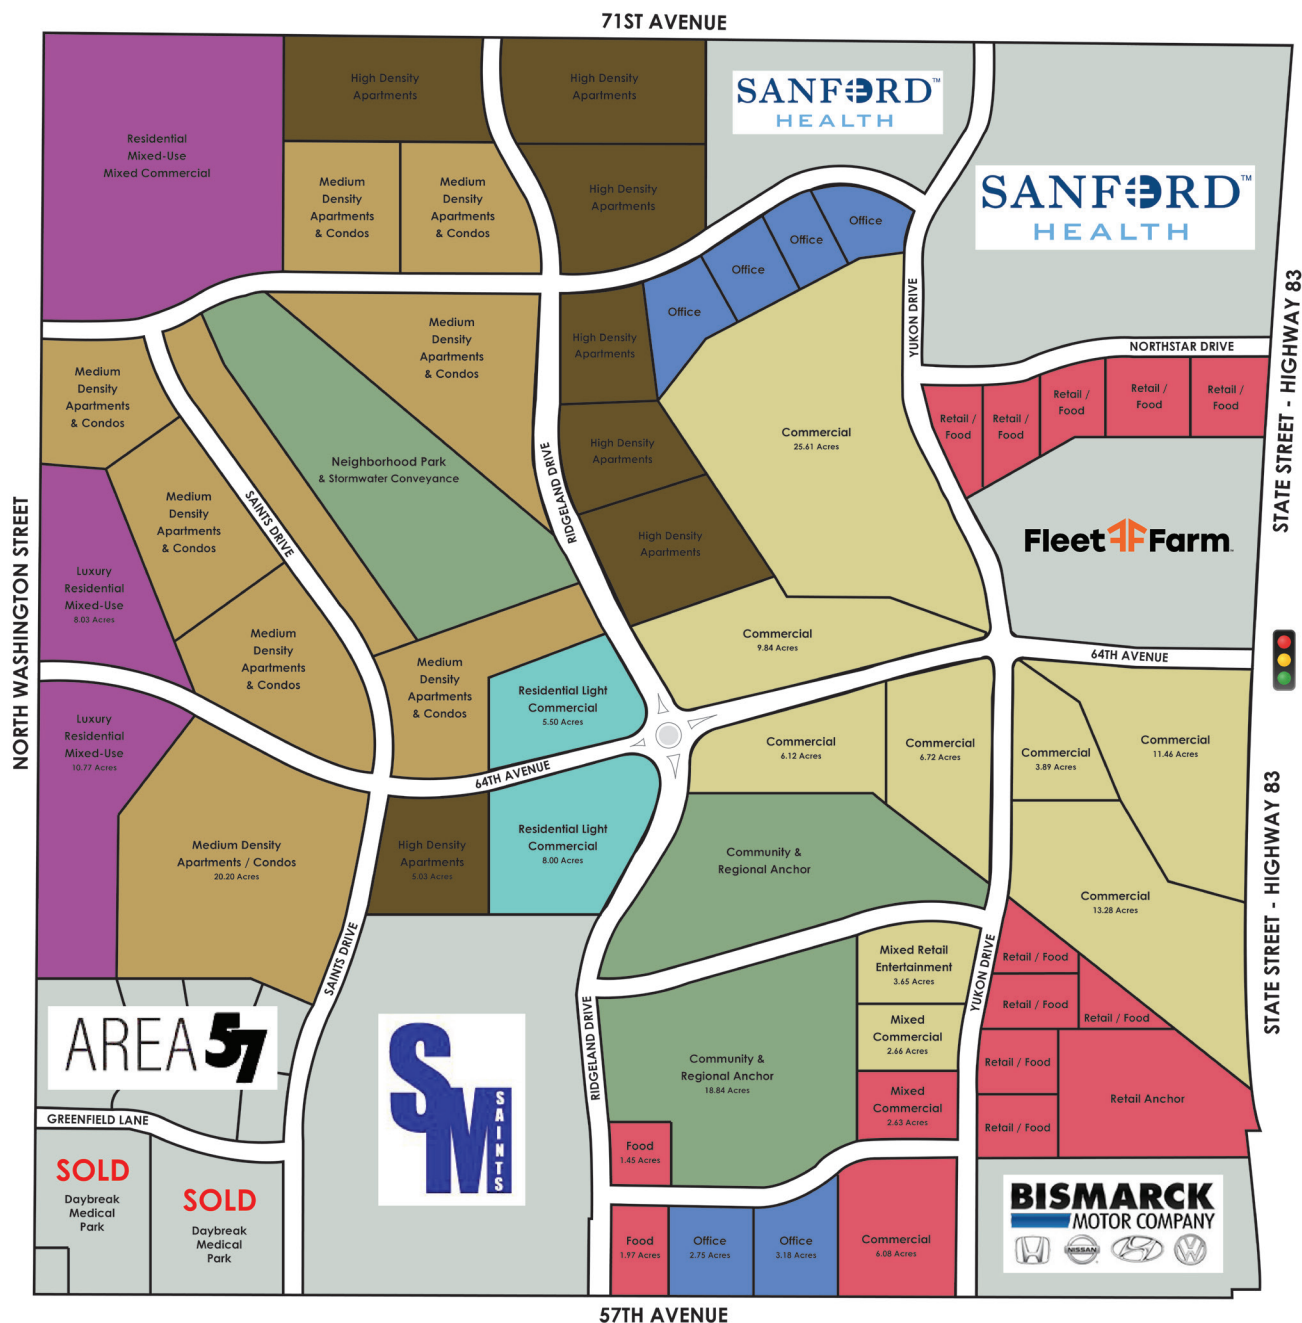 71ST AVENUE
Residential
Mixed-Use
Mixed Commercial
High Density
Apartments
High Density
Apartments
SANFORD™
HEALTH
SANFORD™
HEALTH
Medium
Density
Apartments
& Condos
Medium
Density
Apartments
& Condos
High Density
Apartments
Office
Office
Office
Office
YUKON DRIVE
NORTHSTAR DRIVE
STATE STREET - HIGHWAY 83
Medium
Density
Apartments
& Condos
Medium
Density
Apartments
& Condos
High Density
Apartments
Retail /
Food
Retail /
Food
Retail /
Food
Retail /
Food
Retail /
Food
Neighborhood Park
& Stormwater Conveyance
RIDGELAND DRIVE
High Density
Apartments
Commercial
25.61 Acres
NORTH WASHINGTON STREET
Medium
Density
Apartments
& Condos
SAINTS DRIVE
High Density
Apartments
Fleet Farm
Luxury
Residential
Mixed-Use
8.03 Acres
Medium
Density
Apartments
& Condos
Commercial
9.84 Acres
64TH AVENUE
Medium
Density
Apartments
& Condos
Residential Light
Commercial
5.50 Acres
Luxury
Residential
Mixed-Use
10.77 Acres
64TH AVENUE
Commercial
6.12 Acres
Commercial
6.72 Acres
Commercial
3.89 Acres
Commercial
11.46 Acres
STATE STREET - HIGHWAY 83
Medium Density
Apartments / Condos
20.20 Acres
High Density
Apartments
5.03 Acres
Residential Light
Commercial
8.00 Acres
Community &
Regional Anchor
Commercial
13.28 Acres
SAINTS DRIVE
Mixed Retail
Entertainment
3.65 Acres
YUKON DRIVE
Retail / Food
Retail / Food
Retail / Food
AREA 57
SM
SAINTS
RIDGELAND DRIVE
Community &
Regional Anchor
18.84 Acres
Mixed
Commercial
2.66 Acres
Mixed
Commercial
2.63 Acres
Retail / Food
Retail / Food
Retail Anchor
GREENFIELD LANE
SOLD
Daybreak
Medical
Park
SOLD
Daybreak
Medical
Park
Food
1.45 Acres
Food
1.97 Acres
Office
2.75 Acres
Office
3.18 Acres
Commercial
6.08 Acres
BISMARCK
MOTOR COMPANY
NISSAN
57TH AVENUE